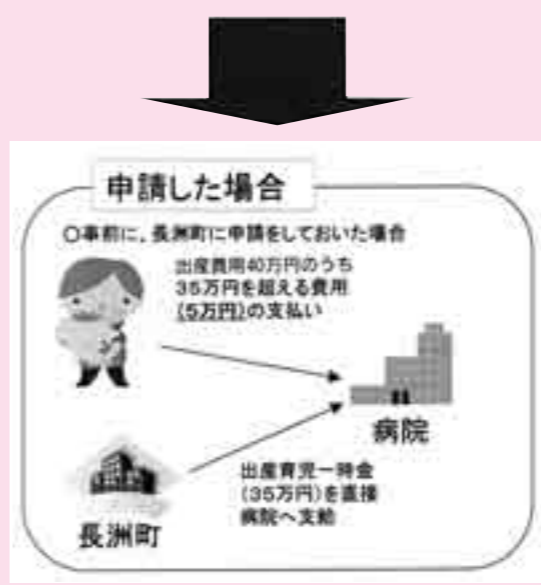 申請した場合
○事前に、長洲町に申請をしておいた場合
出産費用40万円のうち
35万円を超える費用
(5万円)の支払い
病院
出産育児一時金
(35万円)を直接
病院へ支給
長洲町